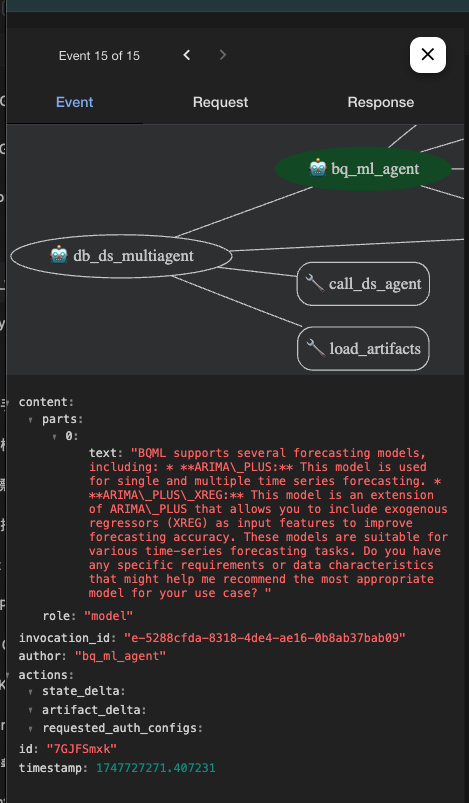 Event 15 of 15
Event Request Response
bq_ml_agent
db_ds_multiagent
call_ds_agent
load_artifacts
content:
parts:
0:
text: "BQML supports several forecasting models,
including: * **ARIMA\_PLUS:** This model is used
for single and multiple time series forecasting. *
**ARIMA\_PLUS\_XREG:** This model is an extension
of ARIMA\_PLUS that allows you to include exogenous
regressors (XREG) as input features to improve
forecasting accuracy. These models are suitable for
various time-series forecasting tasks. Do you have
any specific requirements or data characteristics
that might help me recommend the most appropriate
model for your use case? "
role: "model"
invocation_id: "e-5288cfda-8318-4de4-ae16-0b8ab37bab09"
author: "bq_ml_agent"
actions:
state_delta:
artifact_delta:
requested_auth_configs:
id: "7GJFSmxk"
timestamp: 1747727271.407231